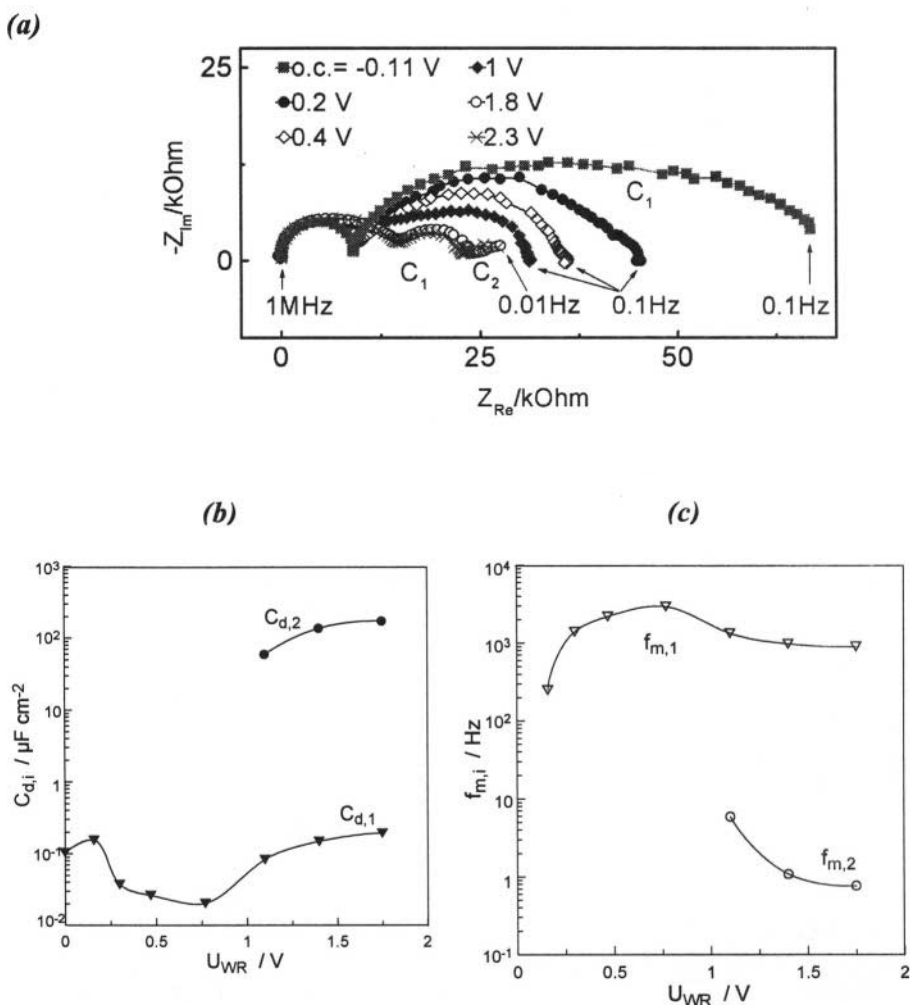 (a)
25
0
-Z_Im/kOhm
o.c.= -0.11 V
1 V
0.2 V
1.8 V
0.4 V
2.3 V
C_1
C_1
C_2
1MHz
0.01Hz
0.1Hz
0.1Hz
0
25
50
Z_Re/kOhm
(b)
10^3
10^2
10
1
10^-1
10^-2
C_d,i / µF cm^-2
C_d,2
C_d,1
0
0.5
1
1.5
2
U_WR / V
(c)
10^4
10^3
10^2
10
1
10^-1
f_m,i / Hz
f_m,1
f_m,2
0
0.5
1
1.5
2
U_WR / V